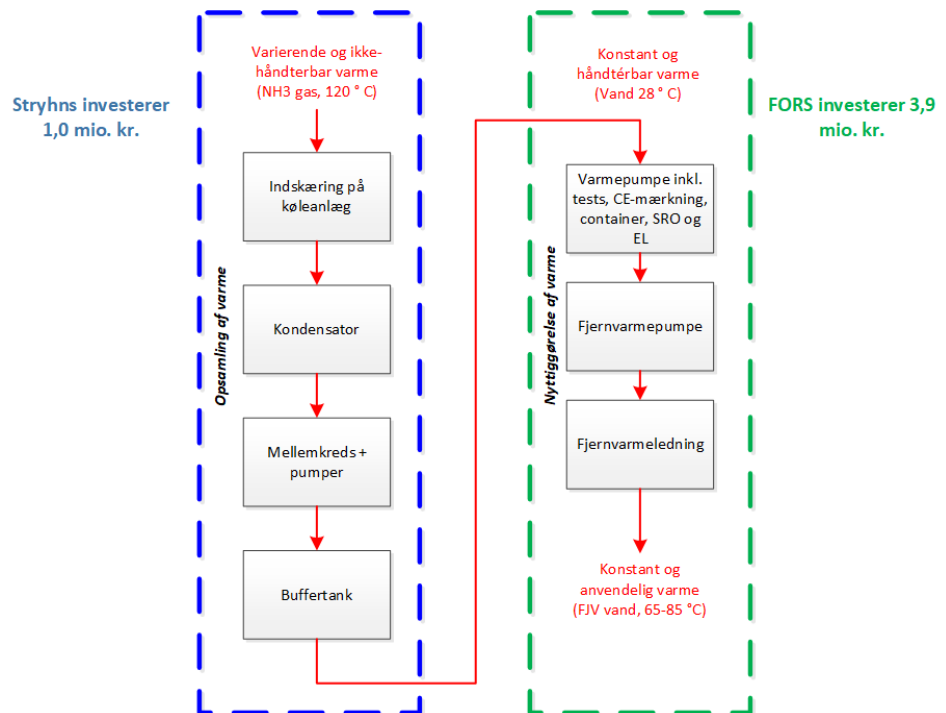 Stryhns investerer
1,0 mio. kr.
Varierende og ikke-
håndterbar varme
(NH3 gas, 120 ° C)
Indskæring på
køleanlæg
Kondensator
Mellemkreds +
pumper
Buffertank
Opsamling af varme
Konstant og
håndtérbar varme
(Vand 28 ° C)
Varmepumpe inkl.
tests, CE-mærkning,
container, SRO og
EL
Fjernvarmepumpe
Fjernvarmeledning
Nyttiggørelse af varme
Konstant og
anvendelig varme
(FJV vand, 65-85 °C)
FORS investerer 3,9
mio. kr.